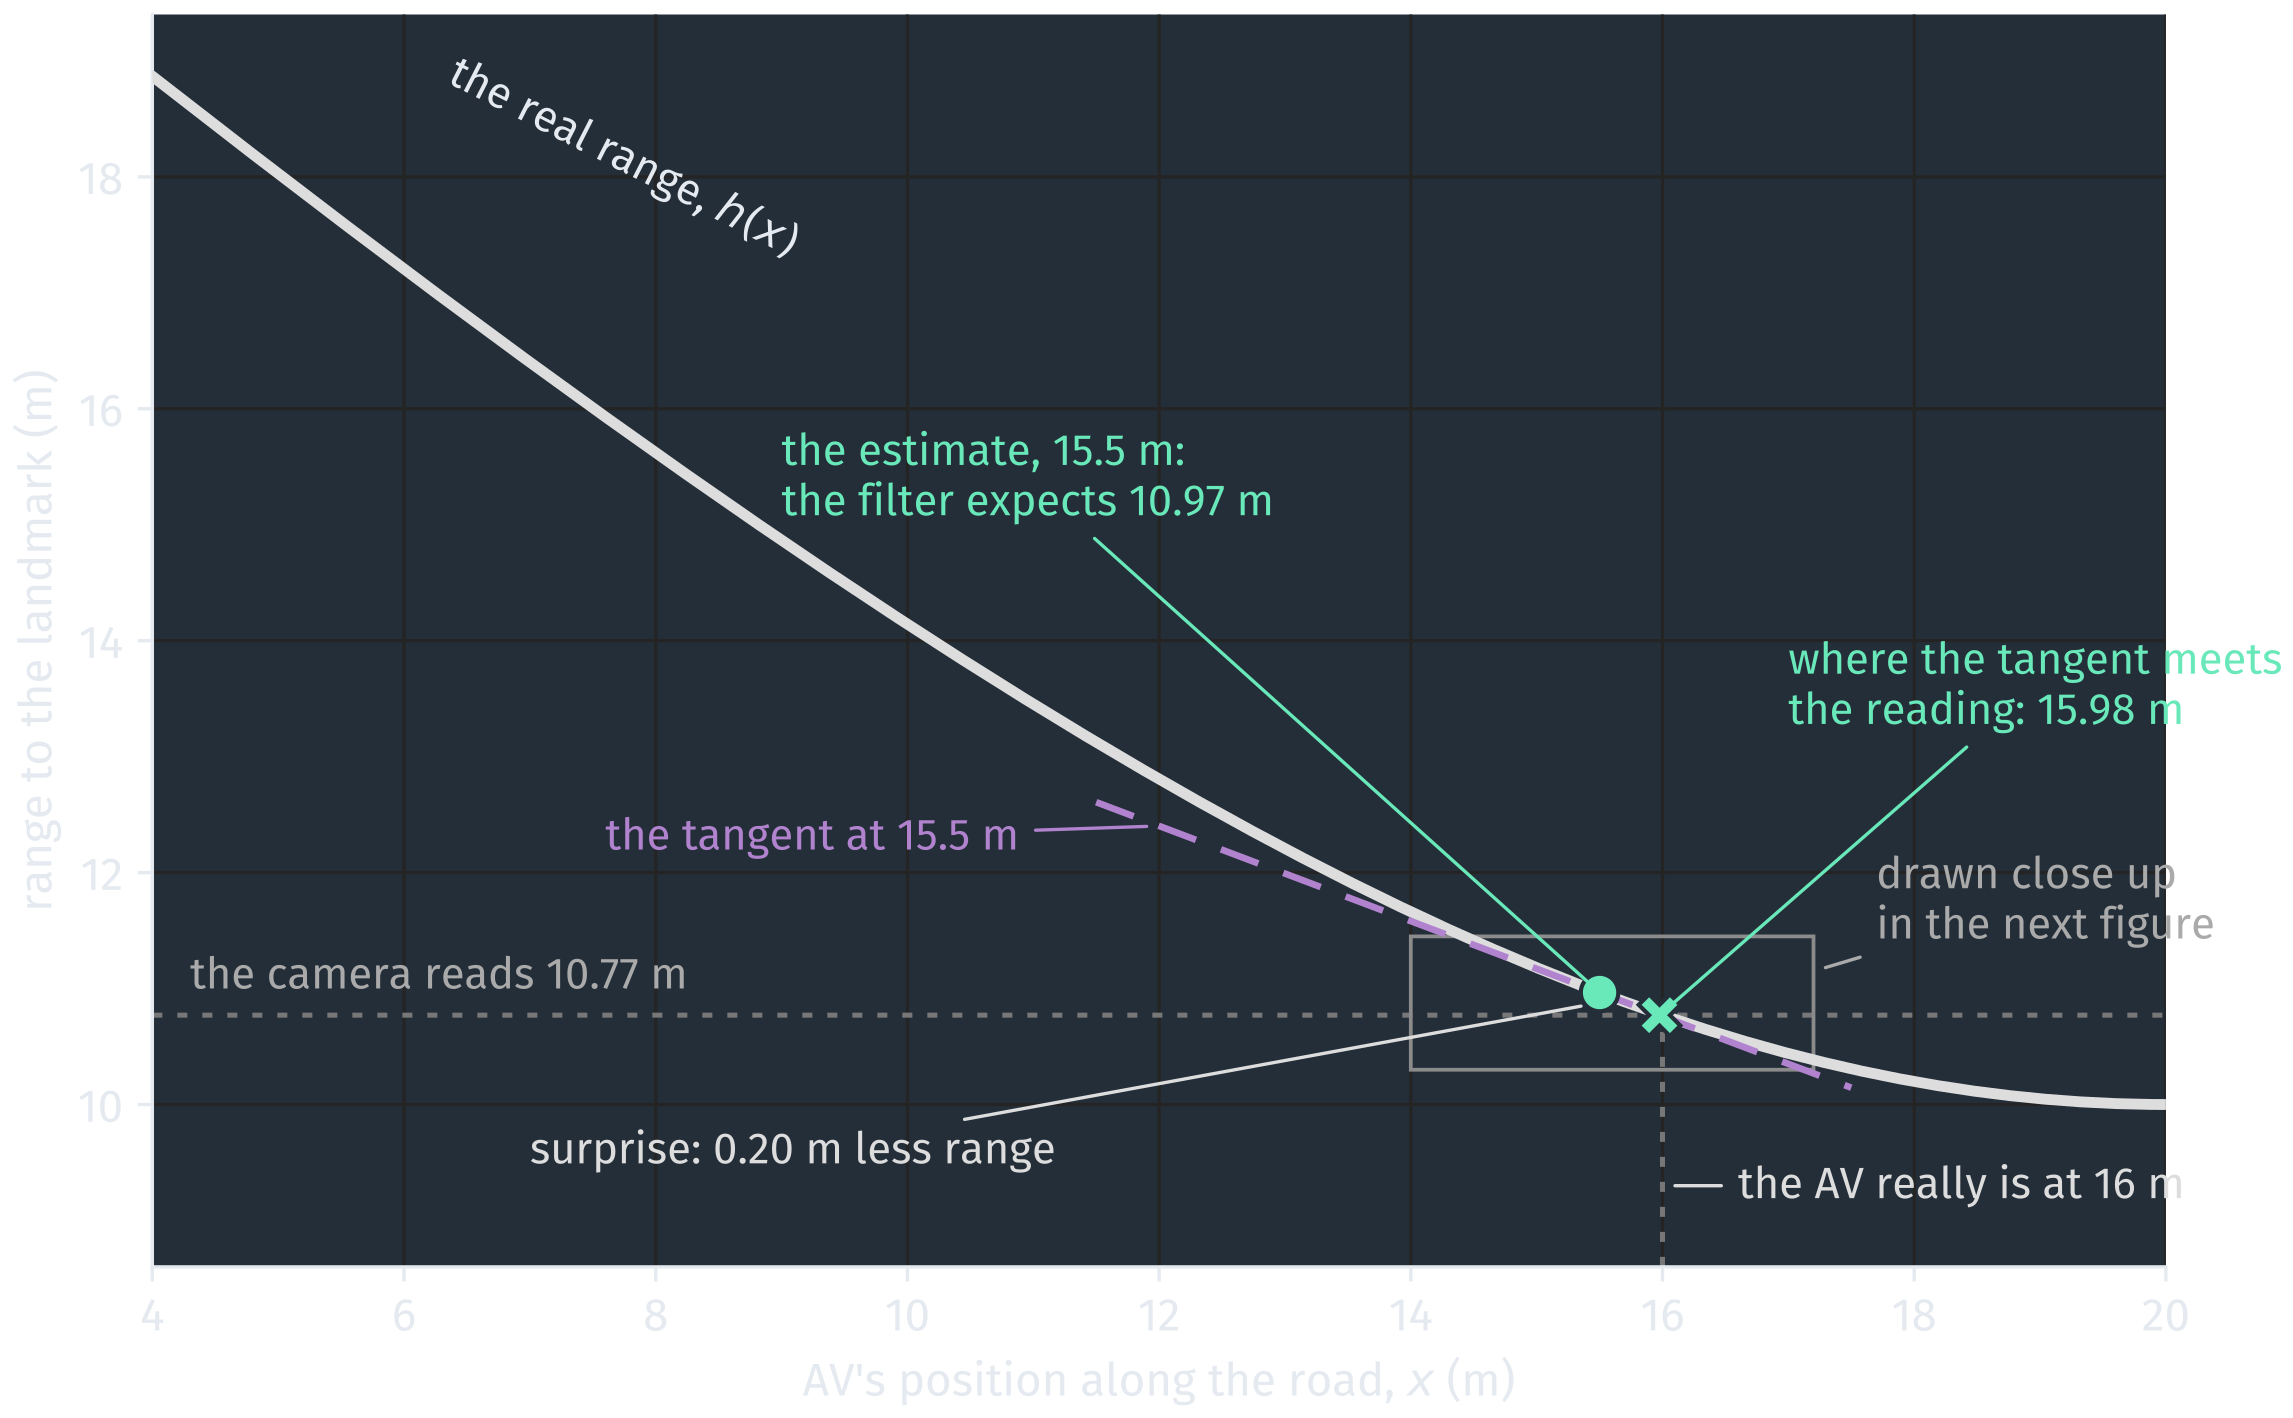 the real range, h(x)
the estimate, 15.5 m:
the filter expects 10.97 m
where the tangent meets
the reading: 15.98 m
the tangent at 15.5 m
drawn close up
in the next figure
the camera reads 10.77 m
surprise: 0.20 m less range
the AV really is at 16 m
range to the landmark (m)
18
16
14
12
10
4 6 8 10 12 14 16 18 20
AV's position along the road, x (m)